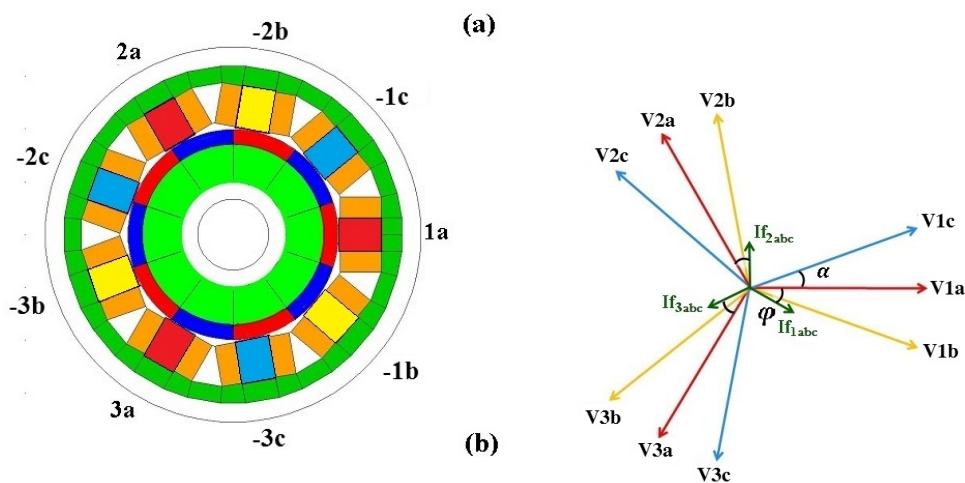 (a)
-2b
2a
-1c
-2c
1a
-3b
-1b
3a
-3c
(b)
V2b
V2a
V2c
V1c
If2abc
α
V1a
If3abc
φ
If1abc
V1b
V3b
V3a
V3c